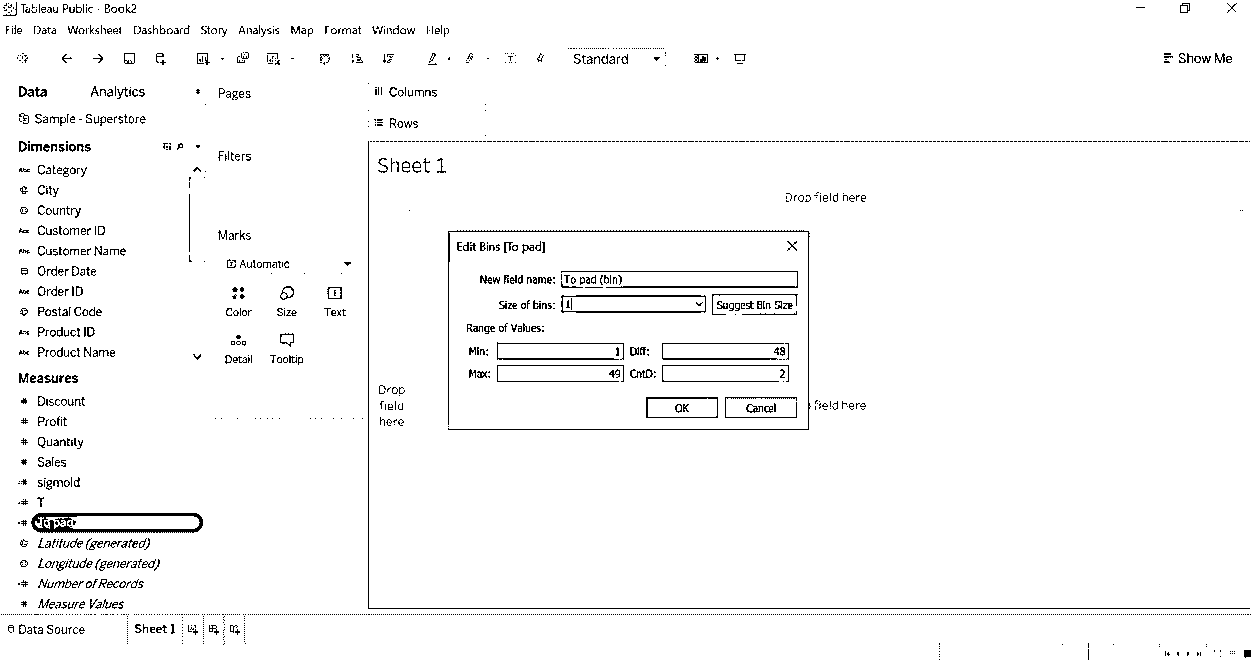 Tableau Public - Book2
File Data Worksheet Dashboard Story Analysis Map Format Window Help
Standard
Show Me
Data Analytics
Pages
Columns
Sample - Superstore
Rows
Dimensions
Filters
Sheet 1
Category
City
Country
Customer ID
Customer Name
Order Date
Order ID
Postal Code
Product ID
Product Name
Marks
Automatic
Color Size Text
Detail Tooltip
Drop field here
Edit Bins [To pad]
New field name: To pad (bin)
Size of bins: 1 Suggest Bin Size
Range of Values:
Min: 1 Diff: 48
Max: 49 CntD: 2
OK Cancel
Drop
field
here
field here
Measures
Discount
Profit
Quantity
Sales
sigmoid
T
To pad
Latitude (generated)
Longitude (generated)
Number of Records
Measure Values
Data Source Sheet 1